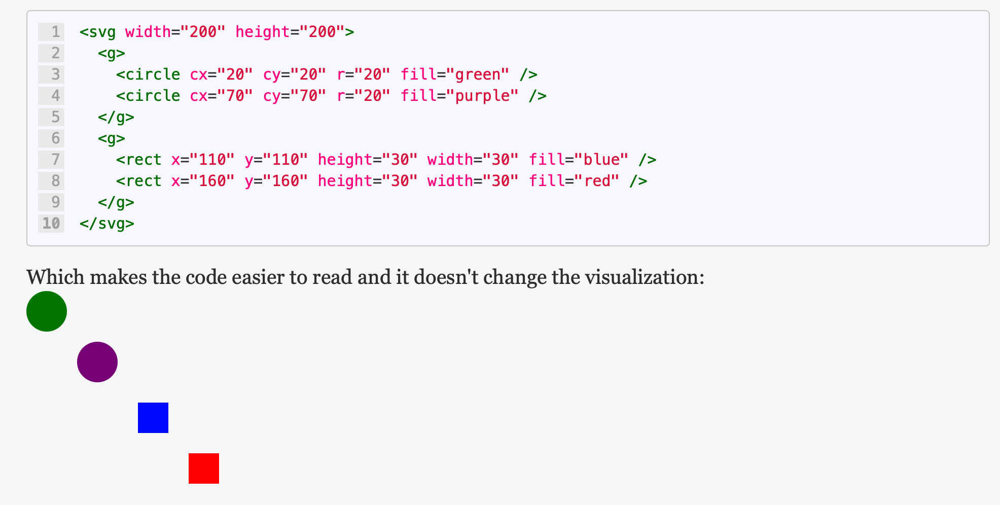 1 <svg width="200" height="200">
2   <g>
3     <circle cx="20" cy="20" r="20" fill="green" />
4     <circle cx="70" cy="70" r="20" fill="purple" />
5   </g>
6   <g>
7     <rect x="110" y="110" height="30" width="30" fill="blue" />
8     <rect x="160" y="160" height="30" width="30" fill="red" />
9   </g>
10 </svg>
Which makes the code easier to read and it doesn't change the visualization: